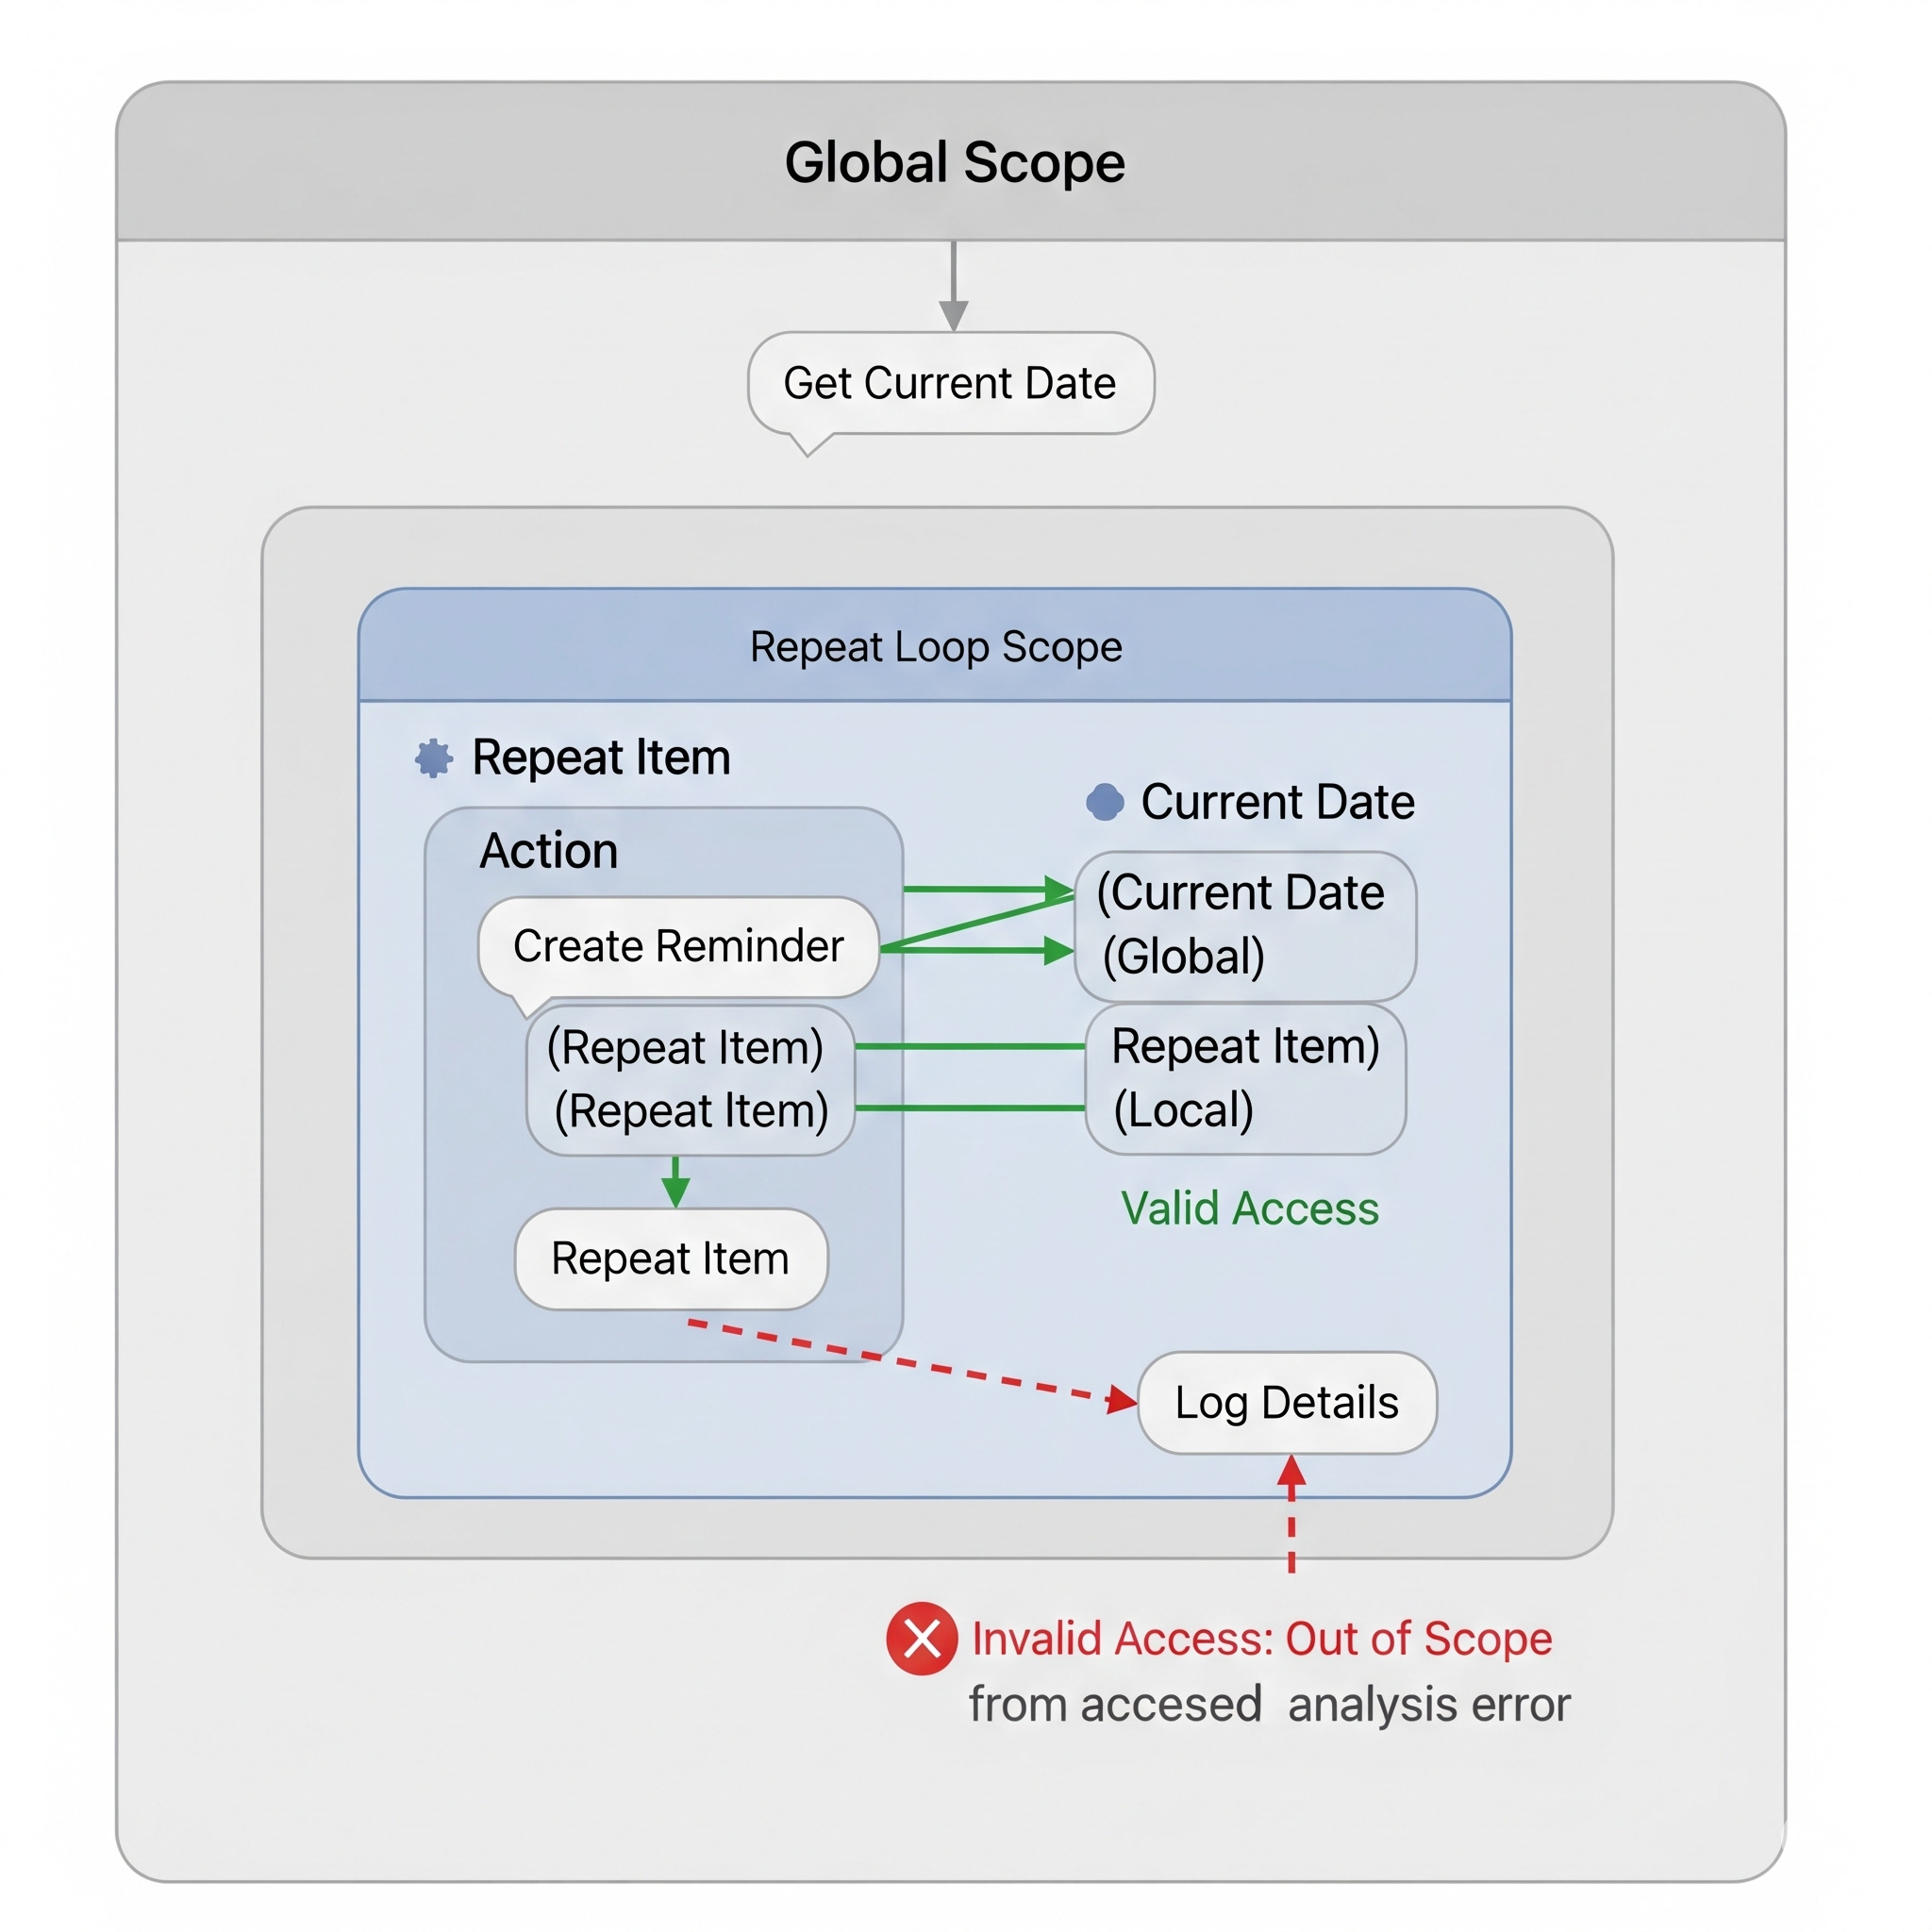 Global Scope
Get Current Date
Repeat Loop Scope
Repeat Item
Current Date
Action
(Current Date
(Global)
Create Reminder
(Repeat Item)
(Repeat Item)
Repeat Item)
(Local)
Valid Access
Repeat Item
Log Details
Invalid Access: Out of Scope
from accesed analysis error